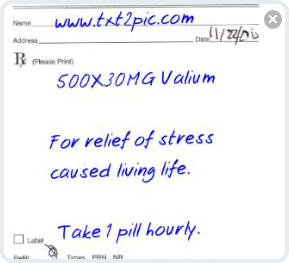 Name www.txt2pic.com
Address Date 11/22/06
℞ (Please Print)
500X30MG Valium
For relief of stress
caused living life.
Take 1 pill hourly.
Label
Refill Times PRN NR